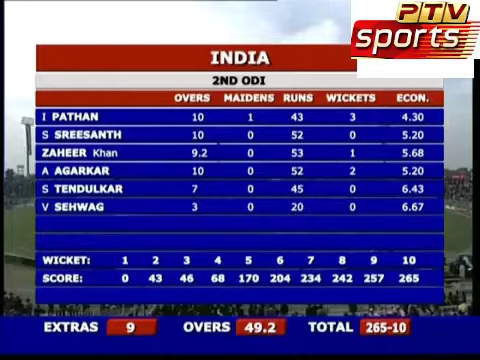 PTV
sports
INDIA
2ND ODI
OVERS MAIDENS RUNS WICKETS ECON.
I PATHAN 10 1 43 3 4.30
S SREESANTH 10 0 52 0 5.20
ZAHEER Khan 9.2 0 53 1 5.68
A AGARKAR 10 0 52 2 5.20
S TENDULKAR 7 0 45 0 6.43
V SEHWAG 3 0 20 0 6.67
WICKET: 1 2 3 4 5 6 7 8 9 10
SCORE: 0 43 46 68 170 204 234 242 257 265
EXTRAS 9 OVERS 49.2 TOTAL 265-10